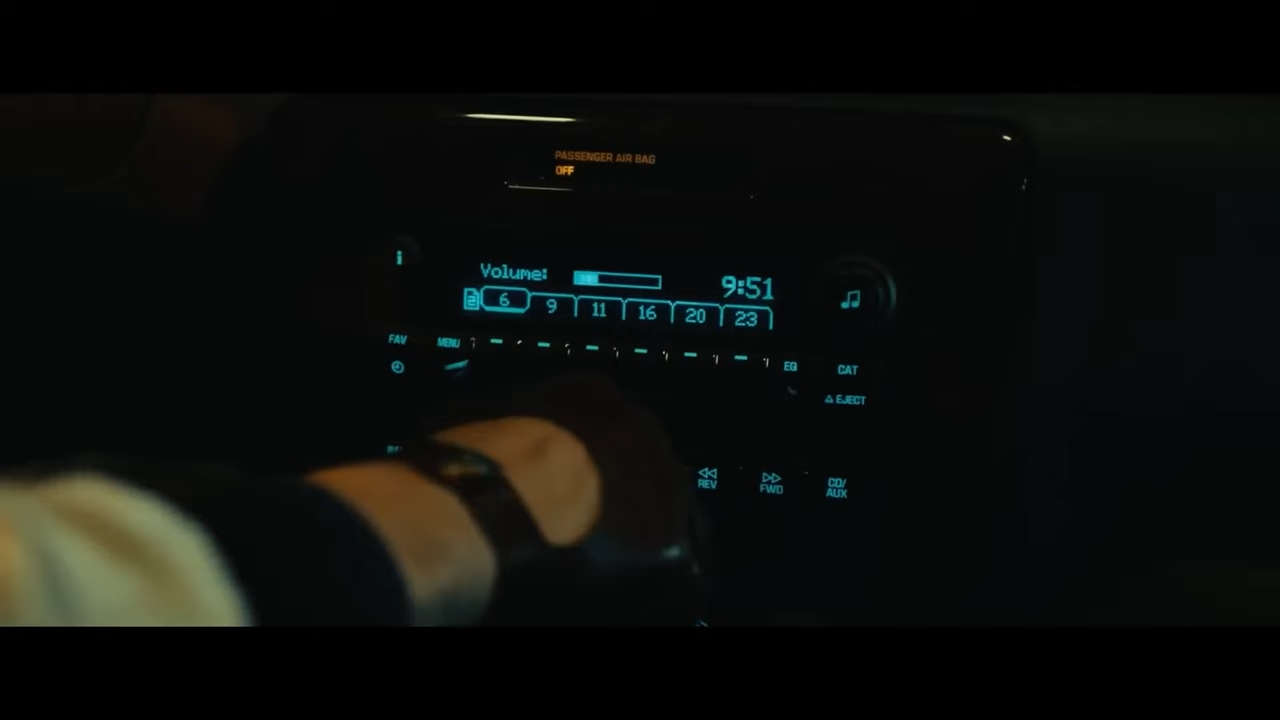 PASSENGER AIR BAG
OFF
i
Volume: 9:51
2 6 9 11 16 20 23
FAV MENU EQ CAT
EJECT
REV FWD CD/
AUX